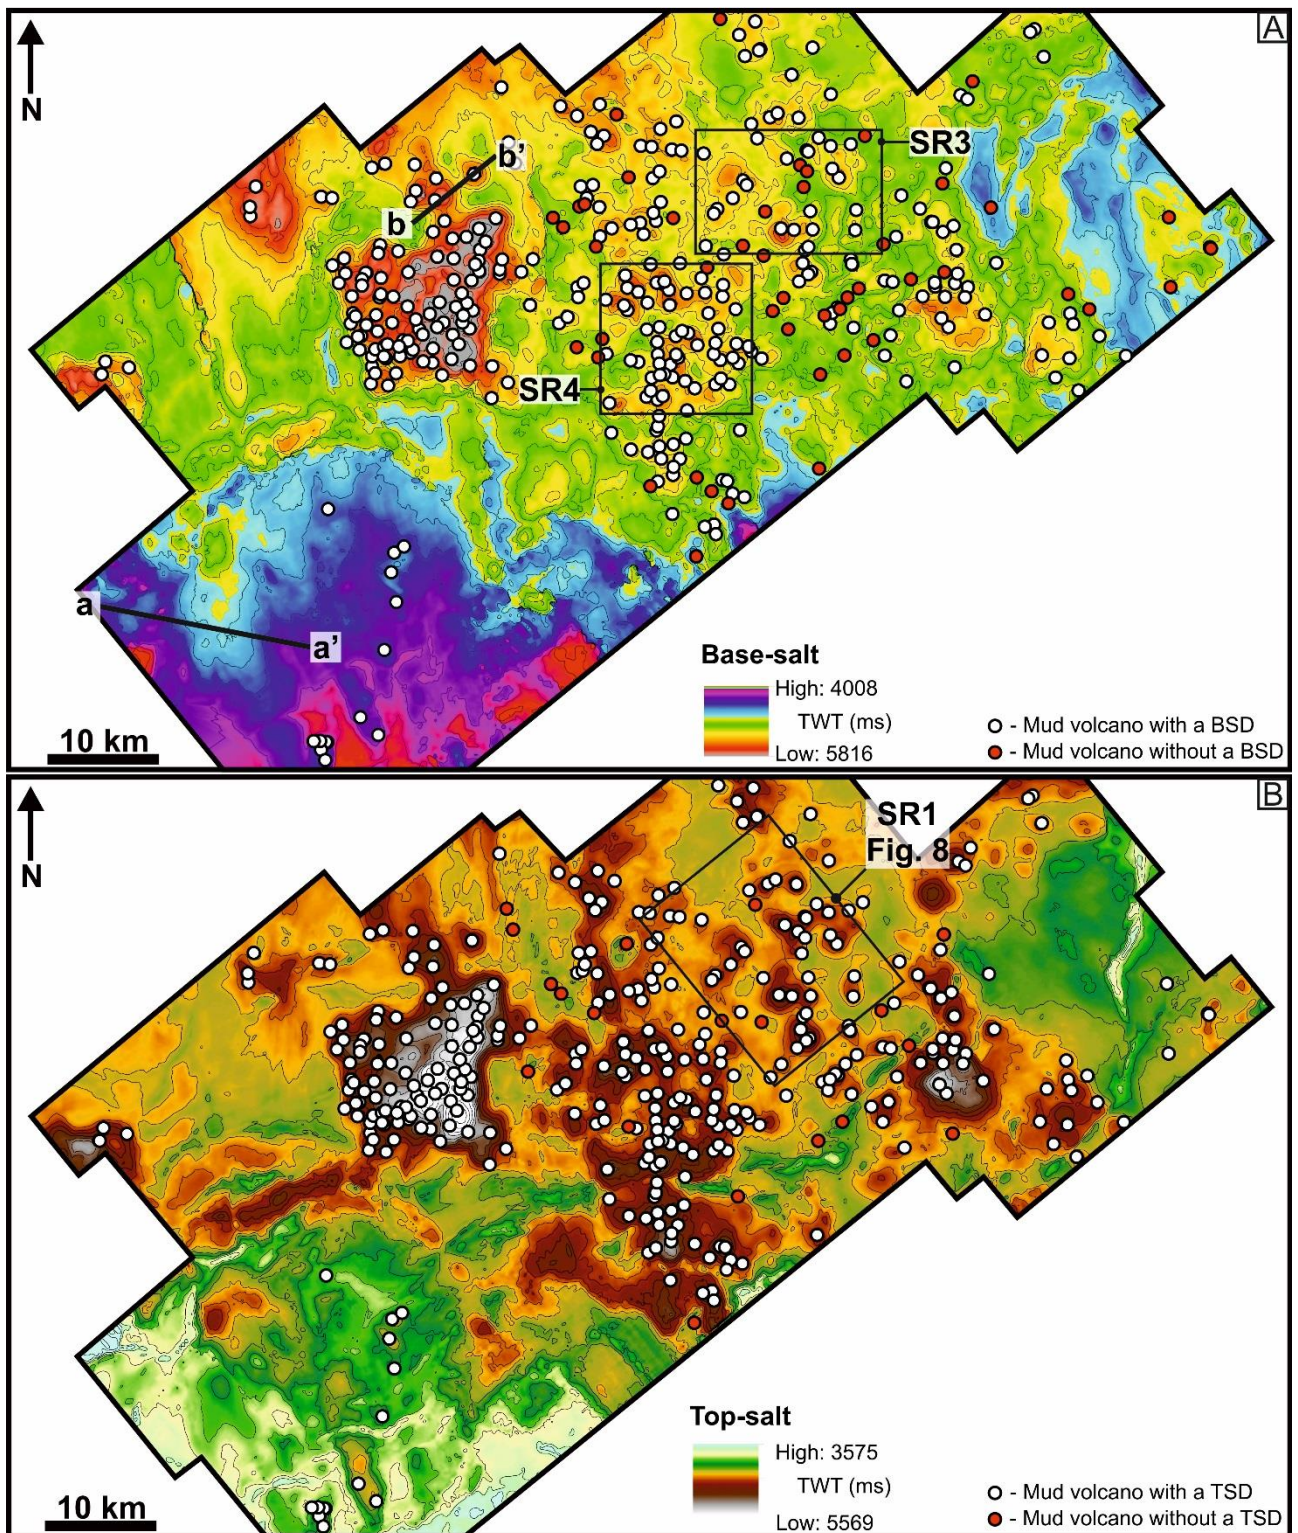 A
N
SR3
b'
b
SR4
a
a'
Base-salt
High: 4008
TWT (ms)
Low: 5816
10 km
- Mud volcano with a BSD
- Mud volcano without a BSD
B
N
SR1
Fig. 8
Top-salt
High: 3575
TWT (ms)
Low: 5569
10 km
- Mud volcano with a TSD
- Mud volcano without a TSD